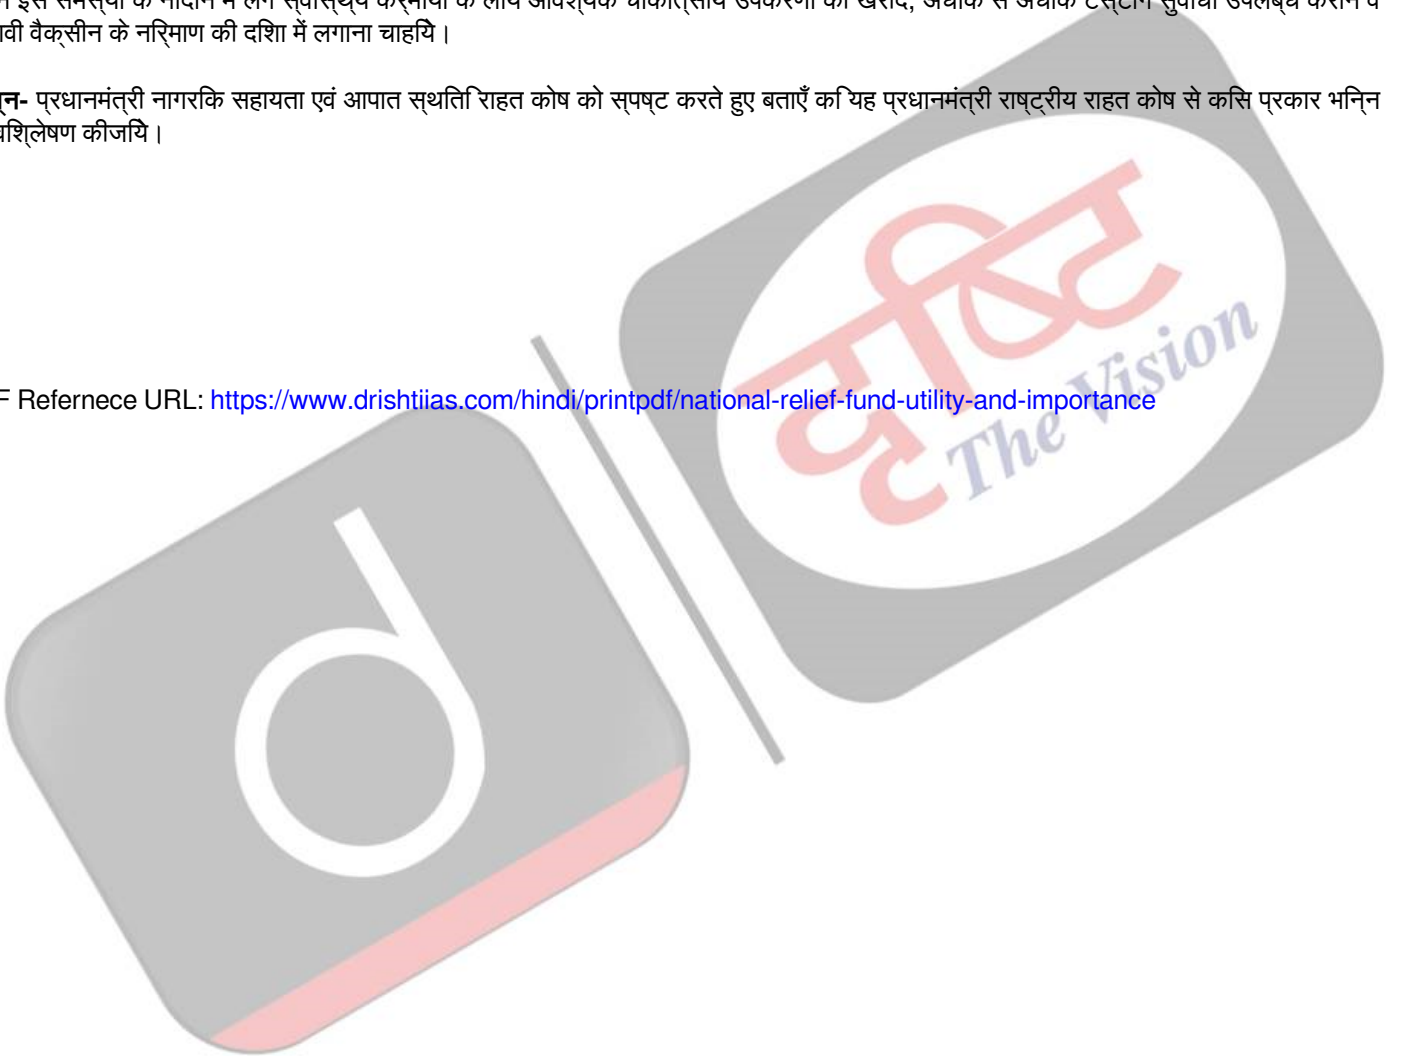 इस समस्या के निदान में लगे स्वास्थ्य कर्मियों के लिये आवश्यक चिकित्सीय उपकरणों की खरीद, अधिक से अधिक टेस्टिंग सुविधा उपलब्ध कराने व
वैक्सीन के निर्माण की दिशा में लगाना चाहिये।
प्रधानमंत्री नागरिक सहायता एवं आपात स्थिति राहत कोष को स्पष्ट करते हुए बताएँ कि यह प्रधानमंत्री राष्ट्रीय राहत कोष से किस प्रकार भिन्न
विश्लेषण कीजिये।
F Refernece URL: https://www.drishtiias.com/hindi/printpdf/national-relief-fund-utility-and-importance
दृष्टि
The Vision
d